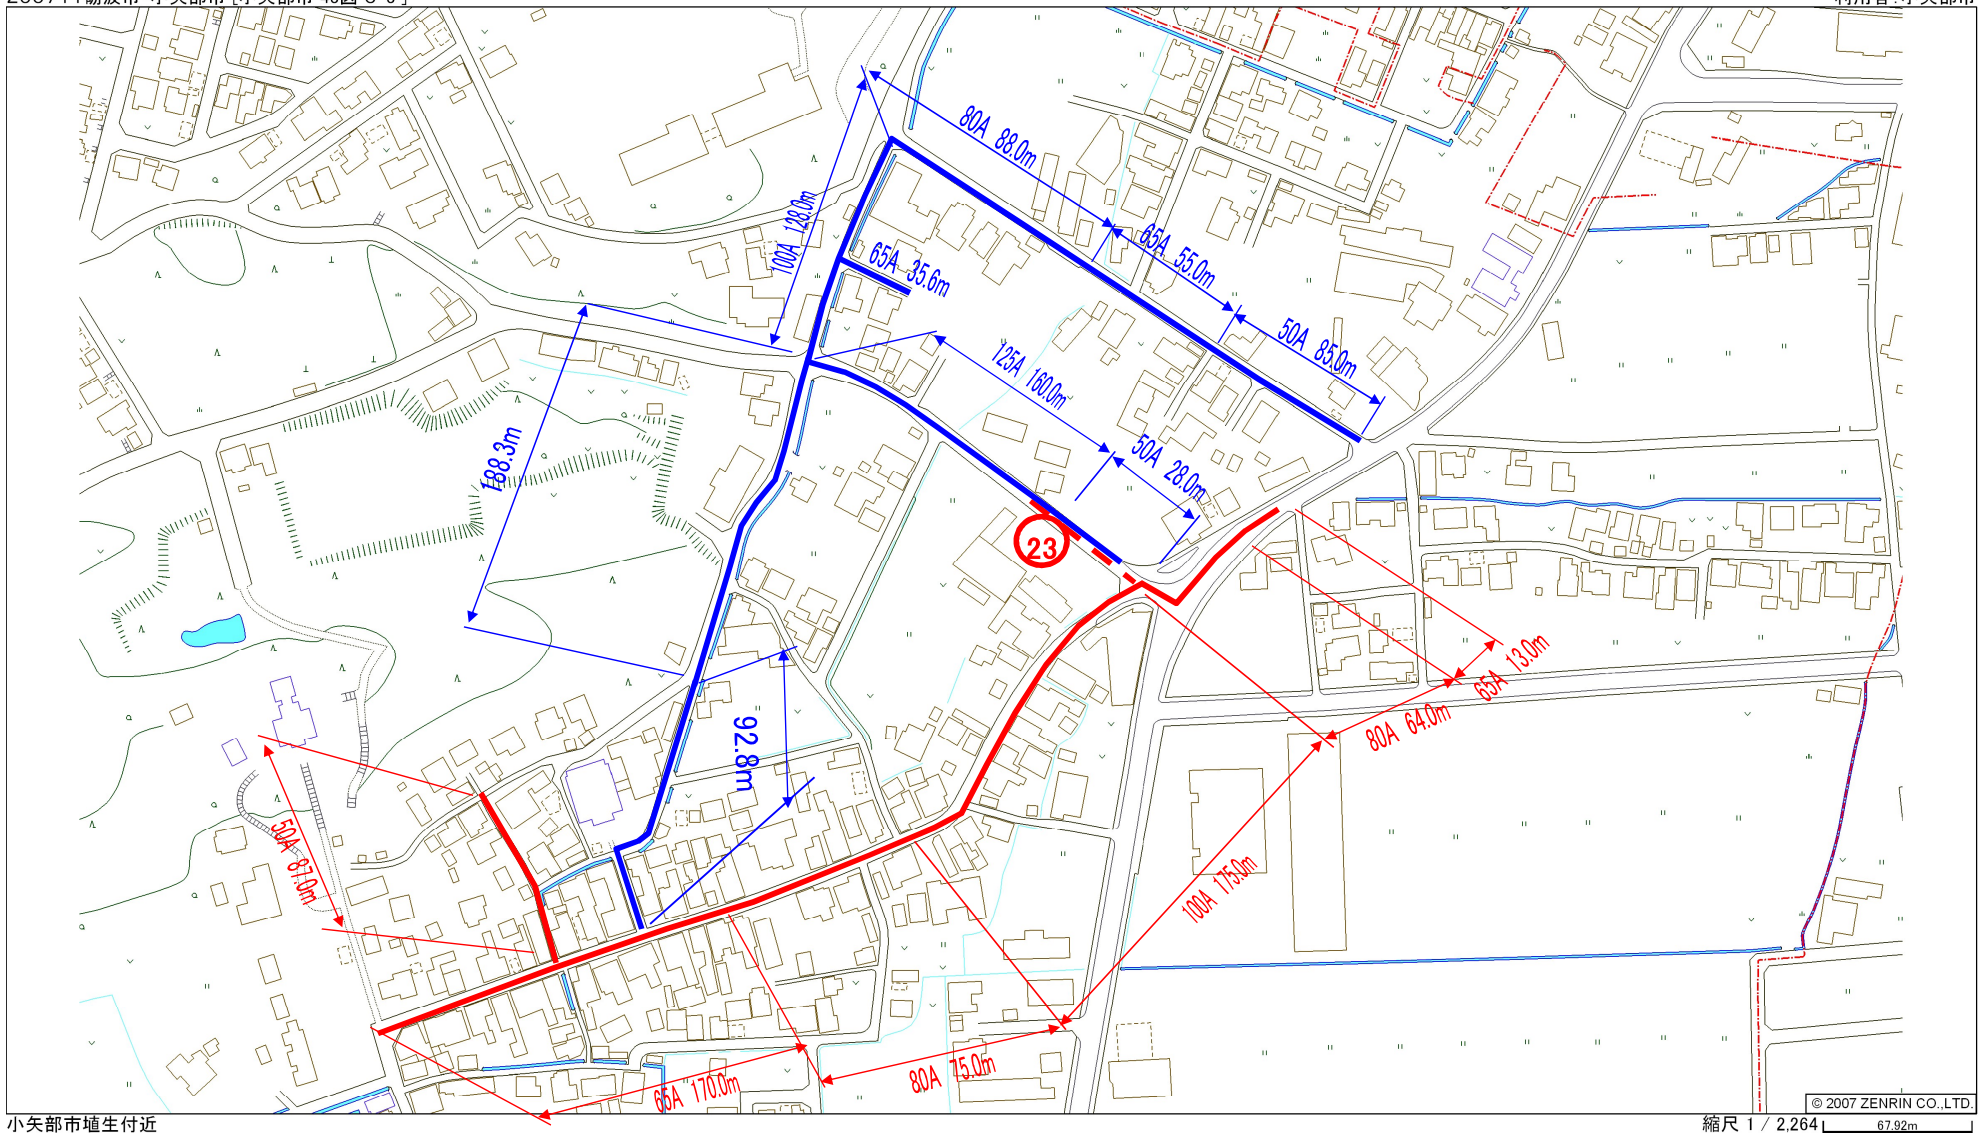 80A 88.0m
100A 128.0m
65A 35.6m
65A 55.0m
50A 85.0m
125A 160.0m
50A 28.0m
188.3m
23
92.8m
65A 13.0m
80A 64.0m
100A 175.0m
50A 87.0m
65A 170.0m
80A 75.0m
© 2007 ZENRIN CO.,LTD.
小矢部市埴生付近
縮尺 1 / 2,264
67.92m